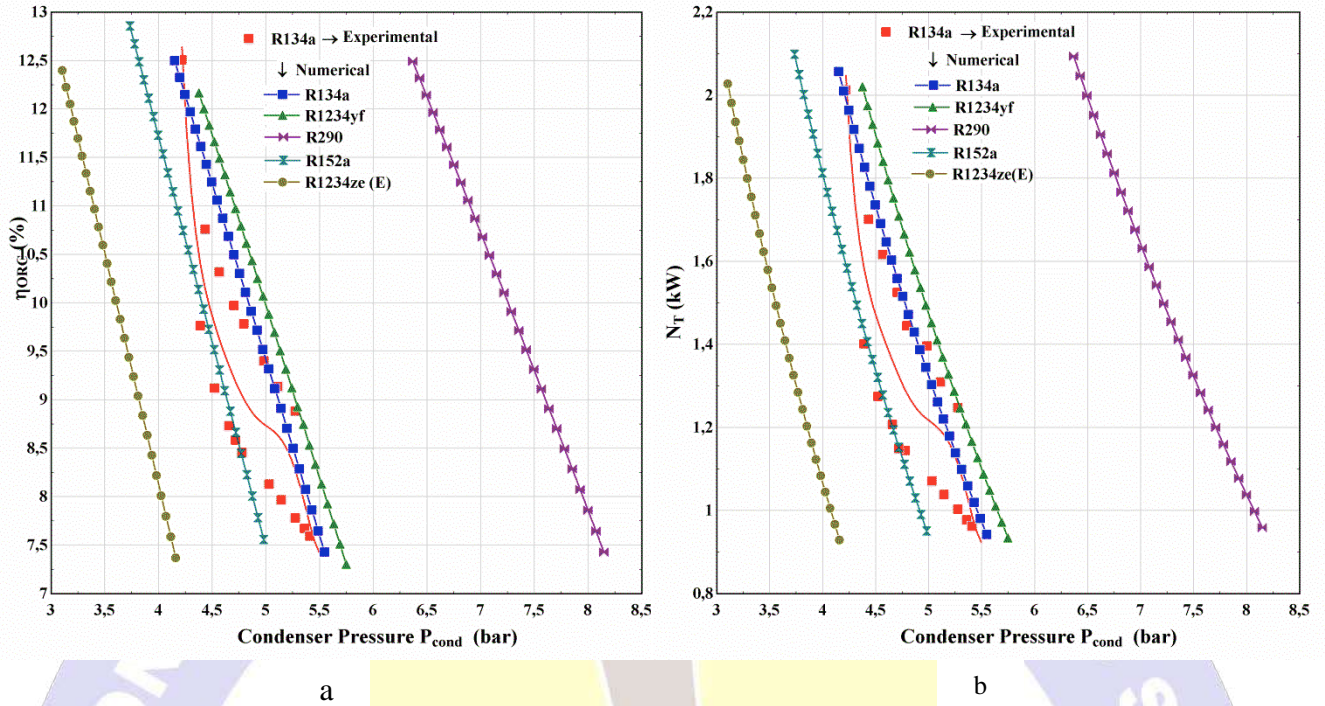 13
12,5
12
11,5
11
10,5
10
9,5
9
8,5
8
7,5
7
ηORC (%)
R134a → Experimental
↓ Numerical
R134a
R1234yf
R290
R152a
R1234ze (E)
3 3,5 4 4,5 5 5,5 6 6,5 7 7,5 8 8,5
Condenser Pressure Pcond (bar)
a
2,2
2
1,8
1,6
1,4
1,2
1
0,8
NT (kW)
R134a → Experimental
↓ Numerical
R134a
R1234yf
R290
R152a
R1234ze(E)
3 3,5 4 4,5 5 5,5 6 6,5 7 7,5 8 8,5
Condenser Pressure Pcond (bar)
b